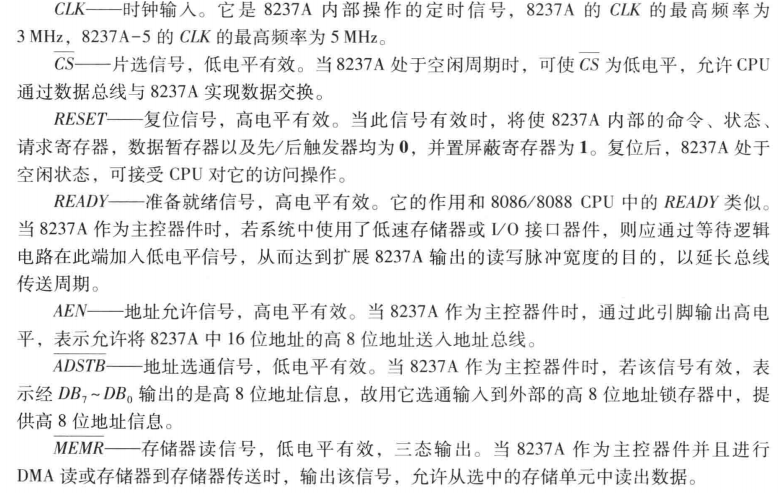 CLK——时钟输入。它是 8237A 内部操作的定时信号，8237A 的 CLK 的最高频率为
3 MHz，8237A-5 的 CLK 的最高频率为 5 MHz。
C̅S̅——片选信号，低电平有效。当 8237A 处于空闲周期时，可使 C̅S̅ 为低电平，允许 CPU
通过数据总线与 8237A 实现数据交换。
RESET——复位信号，高电平有效。当此信号有效时，将使 8237A 内部的命令、状态、
请求寄存器，数据暂存器以及先/后触发器均为 0，并置屏蔽寄存器为 1。复位后，8237A 处于
空闲状态，可接受 CPU 对它的访问操作。
READY——准备就绪信号，高电平有效。它的作用和 8086/8088 CPU 中的 READY 类似。
当 8237A 作为主控器件时，若系统中使用了低速存储器或 I/O 接口器件，则应通过等待逻辑
电路在此端加入低电平信号，从而达到扩展 8237A 输出的读写脉冲宽度的目的，以延长总线
传送周期。
AEN——地址允许信号，高电平有效。当 8237A 作为主控器件时，通过此引脚输出高电
平，表示允许将 8237A 中 16 位地址的高 8 位地址送入地址总线。
A̅D̅S̅T̅B̅——地址选通信号，低电平有效。当 8237A 作为主控器件时，若该信号有效，表
示经 DB₇~DB₀ 输出的是高 8 位地址信息，故用它选通输入到外部的高 8 位地址锁存器中，提
供高 8 位地址信息。
M̅E̅M̅R̅——存储器读信号，低电平有效，三态输出。当 8237A 作为主控器件并且进行
DMA 读或存储器到存储器传送时，输出该信号，允许从选中的存储单元中读出数据。